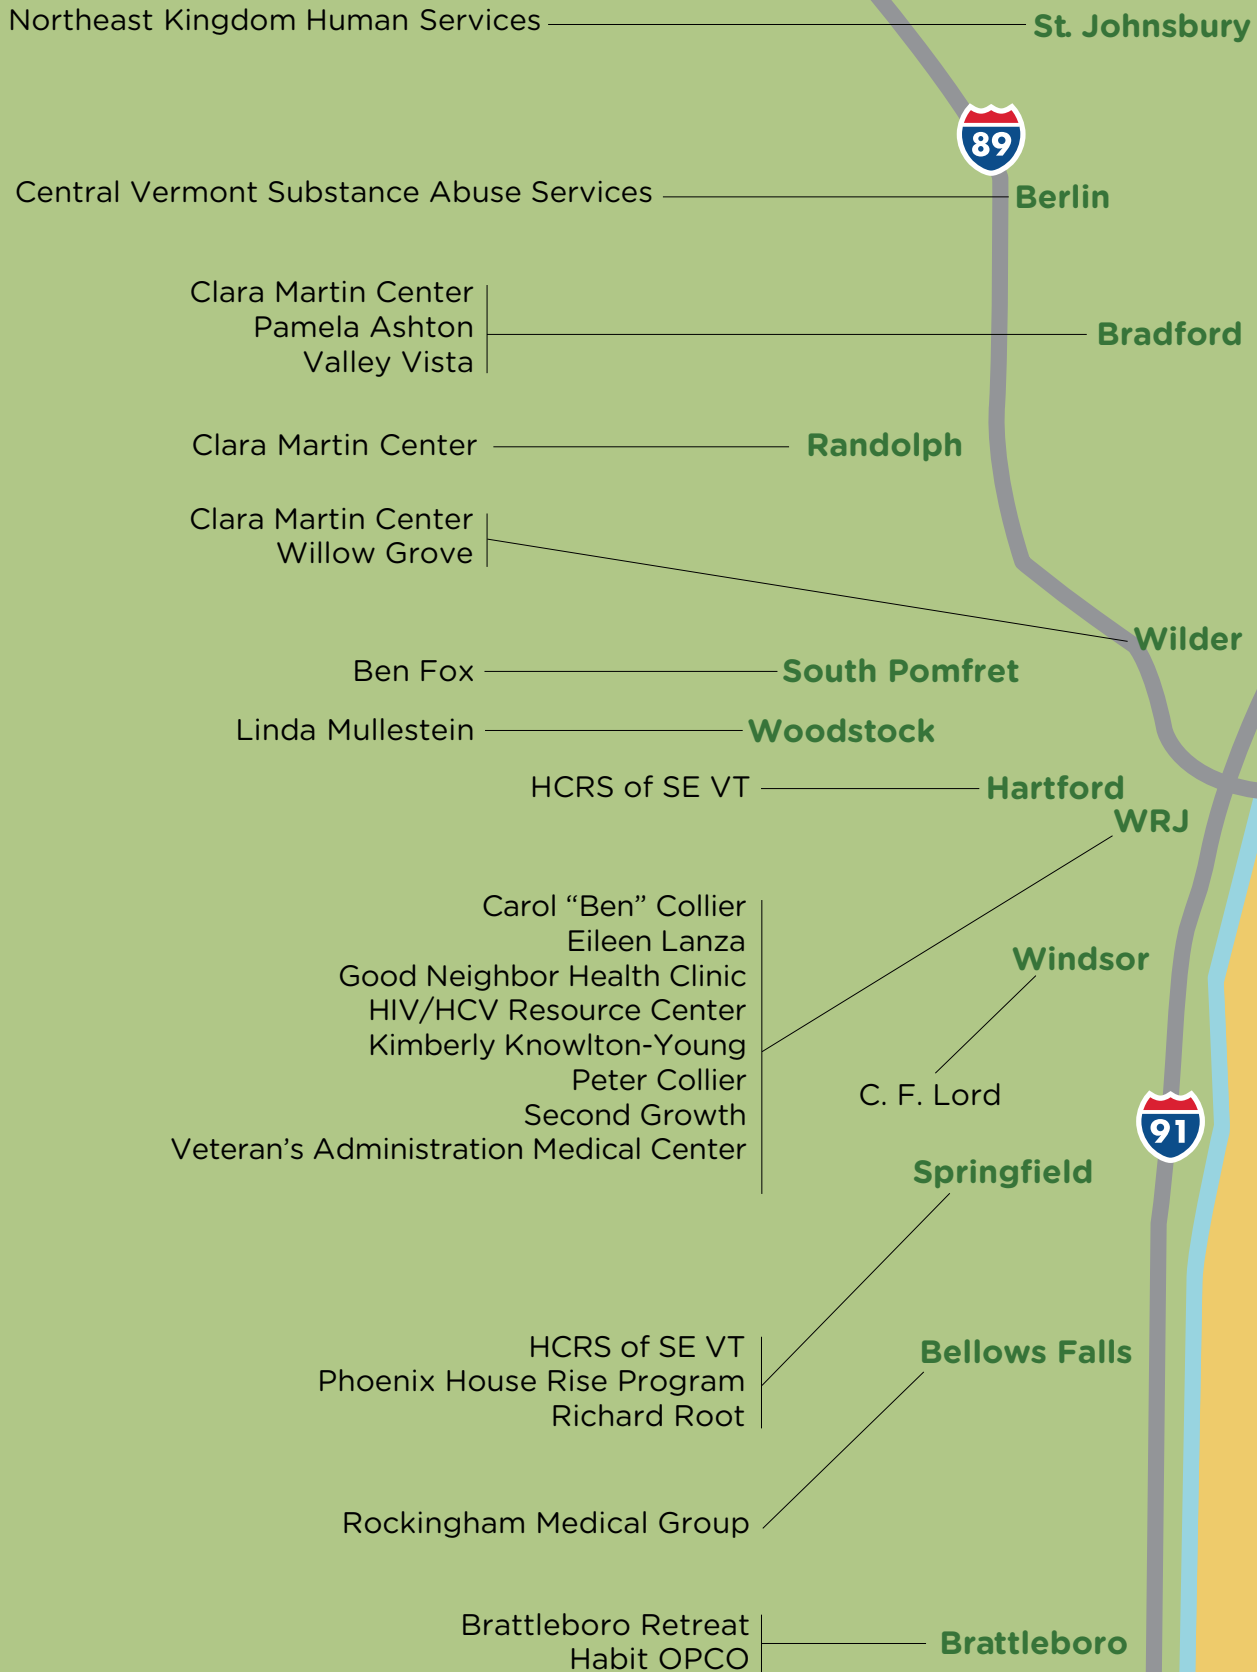 Northeast Kingdom Human Services
St. Johnsbury
89
Central Vermont Substance Abuse Services
Berlin
Clara Martin Center
Pamela Ashton
Valley Vista
Bradford
Clara Martin Center
Randolph
Clara Martin Center
Willow Grove
Wilder
Ben Fox
South Pomfret
Linda Mullestein
Woodstock
HCRS of SE VT
Hartford
WRJ
Carol “Ben” Collier
Eileen Lanza
Good Neighbor Health Clinic
HIV/HCV Resource Center
Kimberly Knowlton-Young
Peter Collier
Second Growth
Veteran’s Administration Medical Center
Windsor
C. F. Lord
91
Springfield
HCRS of SE VT
Phoenix House Rise Program
Richard Root
Bellows Falls
Rockingham Medical Group
Brattleboro Retreat
Habit OPCO
Brattleboro